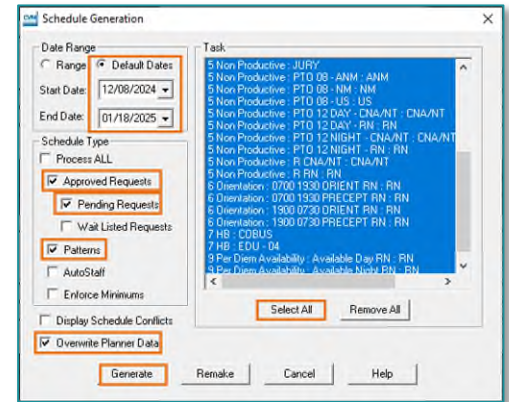 Schedule Generation
Date Range
Range
Default Dates
Start Date: 12/08/2024
End Date: 01/18/2025
Schedule Type
Process ALL
Approved Requests
Pending Requests
Wait Listed Requests
Patterns
AutoStaff
Enforce Minimums
Display Schedule Conflicts
Overwrite Planner Data
Task
5 Non Productive : JURY
5 Non Productive : PTO 08 - ANM : ANM
5 Non Productive : PTO 08 - NM : NM
5 Non Productive : PTO 08 - US : US
5 Non Productive : PTO 12 DAY - CNA/NT : CNA/NT
5 Non Productive : PTO 12 DAY - RN : RN
5 Non Productive : PTO 12 NIGHT - CNA/NT : CNA/NT
5 Non Productive : PTO 12 NIGHT - RN : RN
5 Non Productive : R CNA/NT : CNA/NT
5 Non Productive : R RN : RN
6 Orientation : 0700 1930 ORIENT RN : RN
6 Orientation : 0700 1930 PRECEPT RN : RN
6 Orientation : 1900 0730 ORIENT RN : RN
6 Orientation : 1900 0730 PRECEPT RN : RN
7 HB : COBUS
7 HB : EDU - 04
9 Per Diem Availability : Available Day RN : RN
9 Per Diem Availability : Available Night RN : RN
Select All
Remove All
Generate
Remake
Cancel
Help